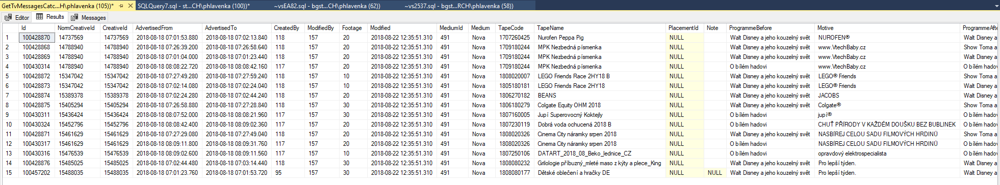 GetTvMessagesCatc...H\phlavenka (105))* SQLQuery7.sql - st...CH\phlavenka (100))* ~vsEA82.sql - bgst...CH\phlavenka (62)) ~vs2537.sql - bgst...RCH\phlavenka (58))
Editor Results Messages
Id NormCreativeId CreativeId AdvertisedFrom AdvertisedTo CreatedBy ModifiedBy Footage Modified MediumId Medium TapeCode TapeName PlacementId Note ProgrammeBefore Motive ProgrammeAfte
1 100428870 14737569 14737569 2018-08-18 07:01:53.880 2018-08-18 07:02:13.840 118 157 20 2018-08-22 12:35:51.310 491 Nova 1707260425 Nurofen Peppa Pig NULL Walt Disney a jeho kouzelný svět NUROFEN® Walt Disney a
2 100428868 14788940 14788940 2018-08-18 07:26:39.200 2018-08-18 07:26:58.640 118 157 20 2018-08-22 12:35:51.310 491 Nova 1709180244 MPK Nezbedná písmenka NULL Walt Disney a jeho kouzelný svět www.VtechBaby.cz Show Toma a
3 100428869 14788940 14788940 2018-08-18 07:01:04.000 2018-08-18 07:01:23.440 118 157 20 2018-08-22 12:35:51.310 491 Nova 1709180244 MPK Nezbedná písmenka NULL Walt Disney a jeho kouzelný svět www.VtechBaby.cz Walt Disney a
4 100430314 14788940 14788940 2018-08-18 08:08:22.720 2018-08-18 08:08:42.160 117 157 20 2018-08-22 12:35:51.310 491 Nova 1709180244 MPK Nezbedná písmenka NULL O bílém hadovi www.VtechBaby.cz O bílém hadov
5 100428872 15347042 15347042 2018-08-18 07:27:49.280 2018-08-18 07:27:59.240 118 157 10 2018-08-22 12:35:51.310 491 Nova 1808020007 LEGO Friends Race 2HY18 B NULL Walt Disney a jeho kouzelný svět LEGO® Friends Show Toma a
6 100428873 15347042 15347042 2018-08-18 07:02:14.080 2018-08-18 07:02:24.040 118 157 10 2018-08-22 12:35:51.310 491 Nova 1805180181 LEGO Friends Race 2HY18 NULL Walt Disney a jeho kouzelný svět LEGO® Friends Walt Disney a
7 100428874 15389378 15389378 2018-08-18 07:02:24.280 2018-08-18 07:02:44.240 118 157 20 2018-08-22 12:35:51.310 491 Nova 1806270182 BEANS NULL Walt Disney a jeho kouzelný svět JACOBS Walt Disney a
8 100428875 15405294 15405294 2018-08-18 07:26:58.880 2018-08-18 07:27:28.840 118 157 30 2018-08-22 12:35:51.310 491 Nova 1806180279 Colgate Equity OHM 2018 NULL Walt Disney a jeho kouzelný svět Colgate® Show Toma a
9 100430311 15436424 15436424 2018-08-18 08:07:52.000 2018-08-18 08:08:21.960 117 157 30 2018-08-22 12:35:51.310 491 Nova 1807160005 Jupí Superovocný Koktejly NULL O bílém hadovi jupí® O bílém hadov
10 100430324 15452796 15452796 2018-08-18 08:08:42.400 2018-08-18 08:09:02.360 117 157 20 2018-08-22 12:35:51.310 491 Nova 1807230119 Dobrá voda ochucená 2018 B NULL O bílém hadovi CHUŤ PŘÍRODY V KAŽDÉM DOUŠKU BEZ BUBLINEK O bílém hadov
11 100428871 15461629 15461629 2018-08-18 07:27:29.080 2018-08-18 07:27:49.040 118 157 20 2018-08-22 12:35:51.310 491 Nova 1808020326 Cinema City náramky srpen 2018 NULL Walt Disney a jeho kouzelný svět NASBÍREJ CELOU SADU FILMOVÝCH HRDINŮ Show Toma a
12 100430317 15461629 15461629 2018-08-18 08:09:11.800 2018-08-18 08:09:31.760 117 157 20 2018-08-22 12:35:51.310 491 Nova 1808020326 Cinema City náramky srpen 2018 NULL O bílém hadovi NASBÍREJ CELOU SADU FILMOVÝCH HRDINŮ O bílém hadov
13 100430316 15476539 15476539 2018-08-18 08:09:02.600 2018-08-18 08:09:11.560 117 157 10 2018-08-22 12:35:51.310 491 Nova 1807250106 DATART_2018_08_Beko_lednice_CZ NULL O bílém hadovi opravdový elektrospecialista O bílém hadov
14 100428876 15485025 15485025 2018-08-18 07:02:44.480 2018-08-18 07:03:14.440 118 157 30 2018-08-22 12:35:51.310 491 Nova 1808080232 Grilologie příbuzný_mleté maso z kýty a plece_King NULL Walt Disney a jeho kouzelný svět Pro lepší týden. Walt Disney a
15 100457202 15488035 15488035 2018-08-18 07:01:23.760 2018-08-18 07:01:53.720 95 157 30 2018-08-22 12:35:51.310 491 Nova 1808080177 Dětské oblečení a hračky DE NULL NULL Walt Disney a jeho kouzelný svět Pro lepší týden. Walt Disney a